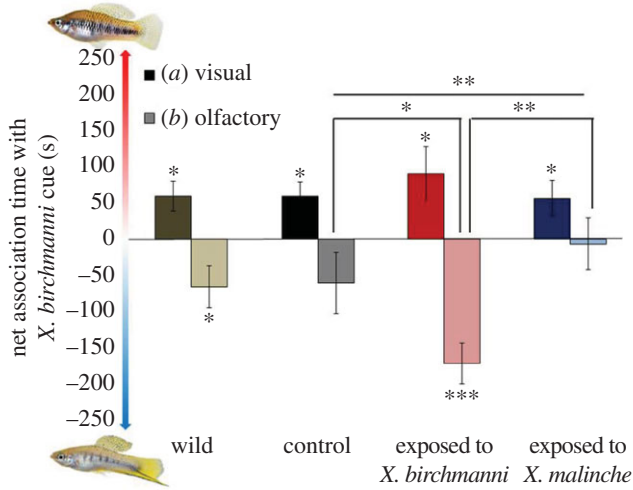 net association time with
X. birchmanni cue (s)
250
200
150
100
50
0
−50
−100
−150
−200
−250
(a) visual
(b) olfactory
**
*
**
*
*
*
*
*
***
wild
control
exposed to
X. birchmanni
exposed to
X. malinche